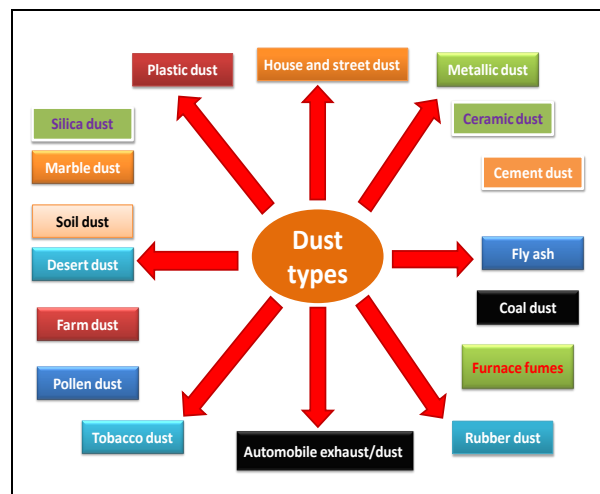 Plastic dust
House and street dust
Metallic dust
Silica dust
Ceramic dust
Marble dust
Cement dust
Soil dust
Dust
types
Desert dust
Fly ash
Coal dust
Farm dust
Furnace fumes
Pollen dust
Tobacco dust
Automobile exhaust/dust
Rubber dust